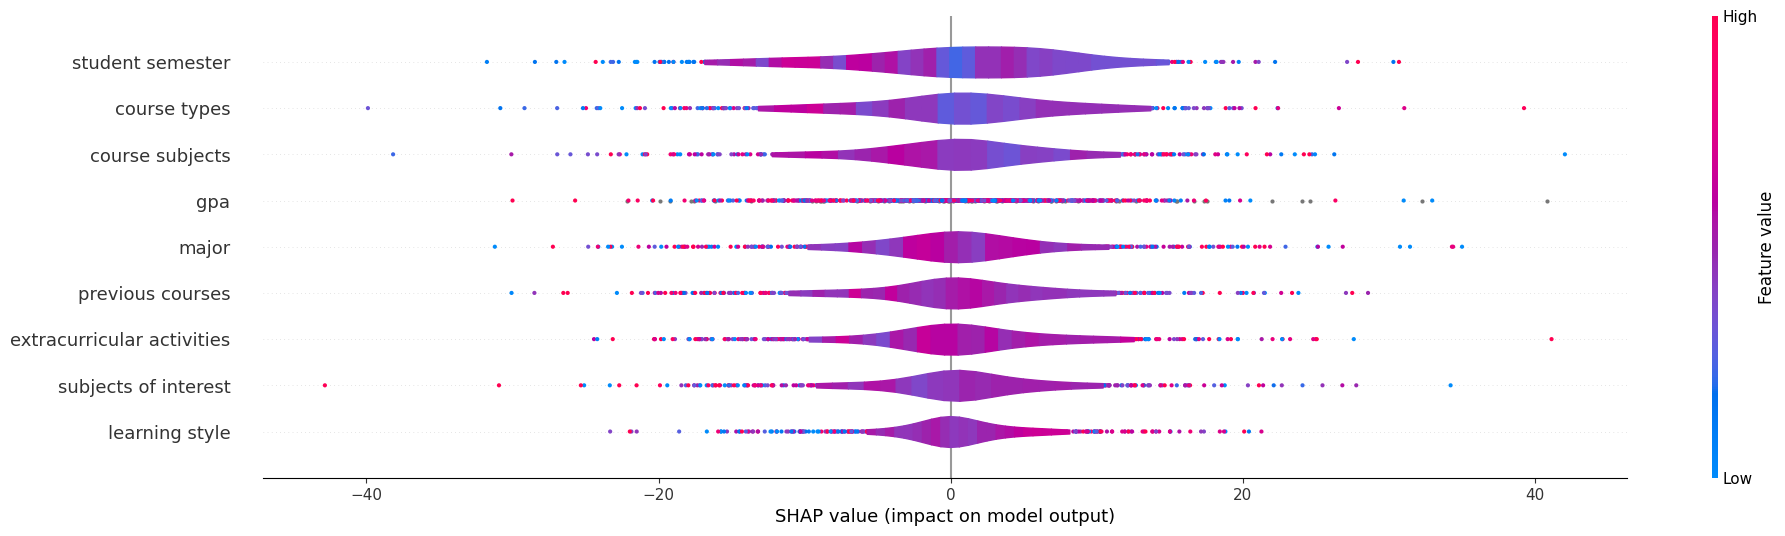 High
student semester
course types
course subjects
gpa
major
previous courses
extracurricular activities
subjects of interest
learning style
Feature value
Low
−40 −20 0 20 40
SHAP value (impact on model output)